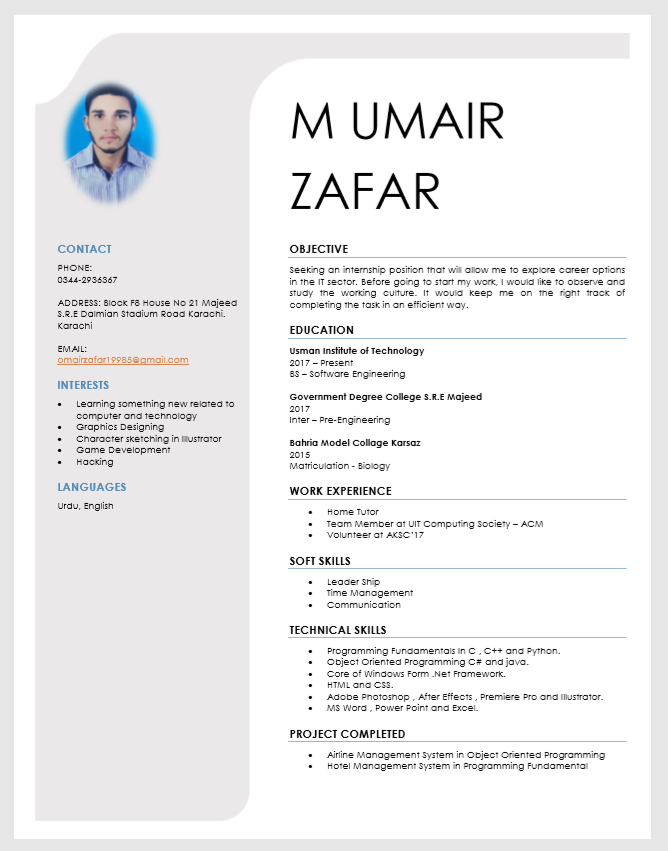 M UMAIR
ZAFAR
CONTACT
PHONE:
0344-2936367
ADDRESS: Block F8 House No 21 Majeed
S.R.E Dalmian Stadium Road Karachi.
Karachi
EMAIL:
omairzafar19985@gmail.com
INTERESTS
• Learning something new related to
computer and technology
• Graphics Designing
• Character sketching in Illustrator
• Game Development
• Hacking
LANGUAGES
Urdu, English
OBJECTIVE
Seeking an internship position that will allow me to explore career options
in the IT sector. Before going to start my work, I would like to observe and
study the working culture. It would keep me on the right track of
completing the task in an efficient way.
EDUCATION
Usman Institute of Technology
2017 – Present
BS – Software Engineering
Government Degree College S.R.E Majeed
2017
Inter – Pre-Engineering
Bahria Model Collage Karsaz
2015
Matriculation - Biology
WORK EXPERIENCE
• Home Tutor
• Team Member at UIT Computing Society – ACM
• Volunteer at AKSC'17
SOFT SKILLS
• Leader Ship
• Time Management
• Communication
TECHNICAL SKILLS
• Programming Fundamentals In C , C++ and Python.
• Object Oriented Programming C# and java.
• Core of Windows Form .Net Framework.
• HTML and CSS.
• Adobe Photoshop , After Effects , Premiere Pro and Illustrator.
• MS Word , Power Point and Excel.
PROJECT COMPLETED
• Airline Management System in Object Oriented Programming
• Hotel Management System in Programming Fundamental